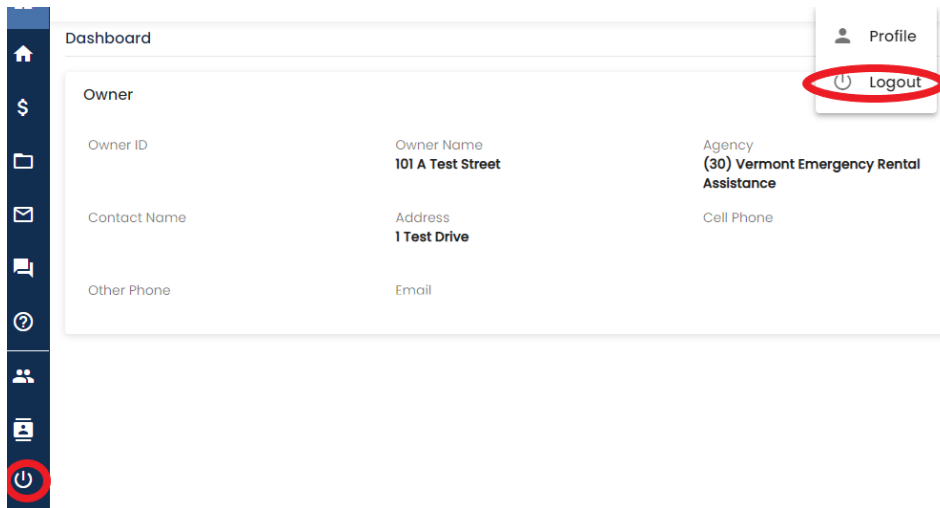 Dashboard
Profile
Logout
Owner
Owner ID
Owner Name
101 A Test Street
Agency
(30) Vermont Emergency Rental
Assistance
Contact Name
Address
1 Test Drive
Cell Phone
Other Phone
Email